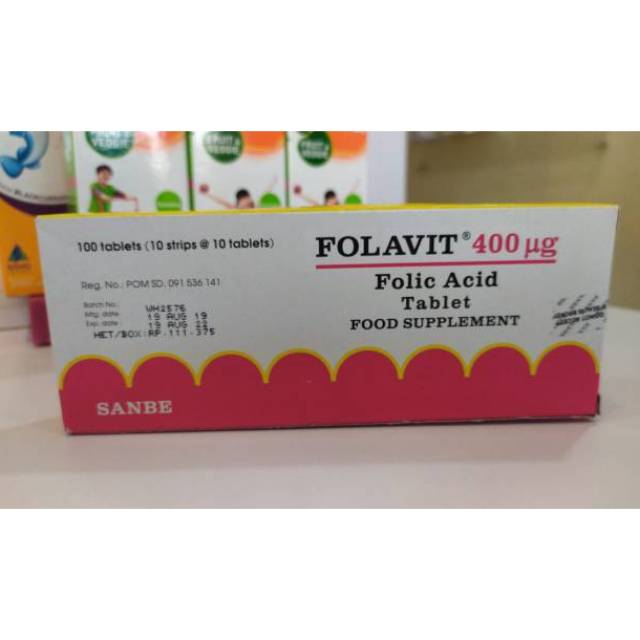 FRUIT &
VEGGIE
100 tablets (10 strips @ 10 tablets)
FOLAVIT® 400 µg
Reg. No.: POM SD. 091 536 141
Folic Acid
Tablet
FOOD SUPPLEMENT
Batch No.: WH2576
Mfg. date: 19 AUG 19
Exp. date: 19 AUG 22
HET/BOX:RP.111.375
SANBE